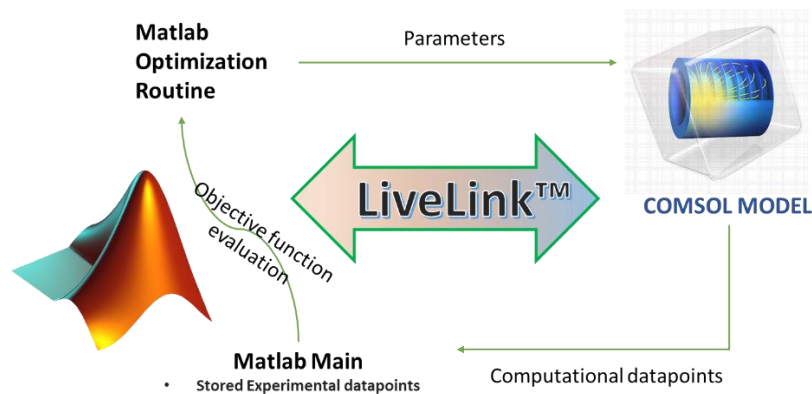 Matlab
Optimization
Routine
Parameters
LiveLink™
COMSOL MODEL
Objective function
evaluation
Matlab Main
• Stored Experimental datapoints
Computational datapoints